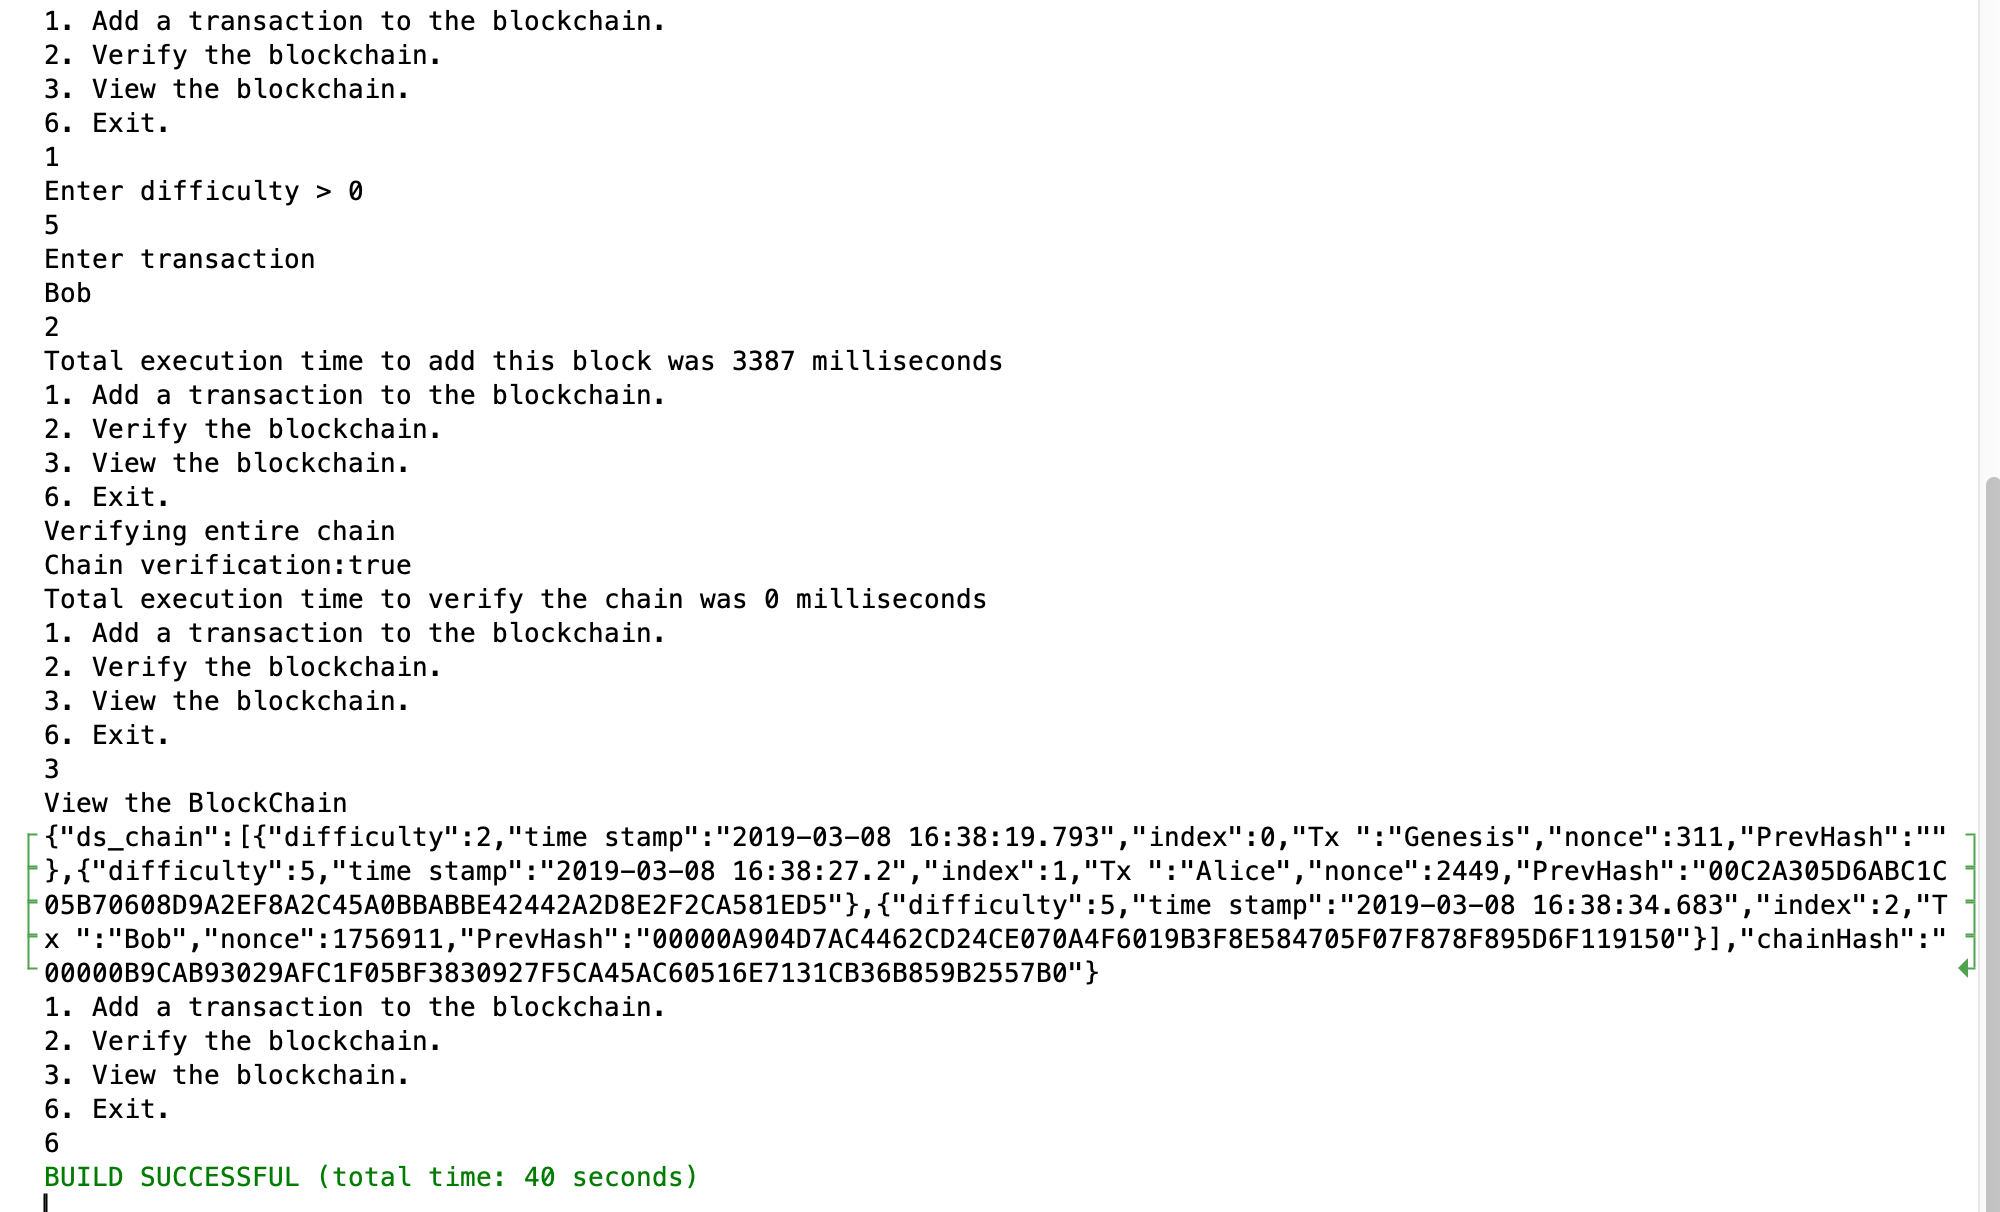 1. Add a transaction to the blockchain.
2. Verify the blockchain.
3. View the blockchain.
6. Exit.
1
Enter difficulty > 0
5
Enter transaction
Bob
2
Total execution time to add this block was 3387 milliseconds
1. Add a transaction to the blockchain.
2. Verify the blockchain.
3. View the blockchain.
6. Exit.
Verifying entire chain
Chain verification:true
Total execution time to verify the chain was 0 milliseconds
1. Add a transaction to the blockchain.
2. Verify the blockchain.
3. View the blockchain.
6. Exit.
3
View the BlockChain
{"ds_chain":[{"difficulty":2,"time stamp":"2019-03-08 16:38:19.793","index":0,"Tx ":"Genesis","nonce":311,"PrevHash":""
},{"difficulty":5,"time stamp":"2019-03-08 16:38:27.2","index":1,"Tx ":"Alice","nonce":2449,"PrevHash":"00C2A305D6ABC1C
05B70608D9A2EF8A2C45A0BBABBE42442A2D8E2F2CA581ED5"},{"difficulty":5,"time stamp":"2019-03-08 16:38:34.683","index":2,"T
x ":"Bob","nonce":1756911,"PrevHash":"00000A904D7AC4462CD24CE070A4F6019B3F8E584705F07F878F895D6F119150"}],"chainHash":"
00000B9CAB93029AFC1F05BF3830927F5CA45AC60516E7131CB36B859B2557B0"}
1. Add a transaction to the blockchain.
2. Verify the blockchain.
3. View the blockchain.
6. Exit.
6
BUILD SUCCESSFUL (total time: 40 seconds)